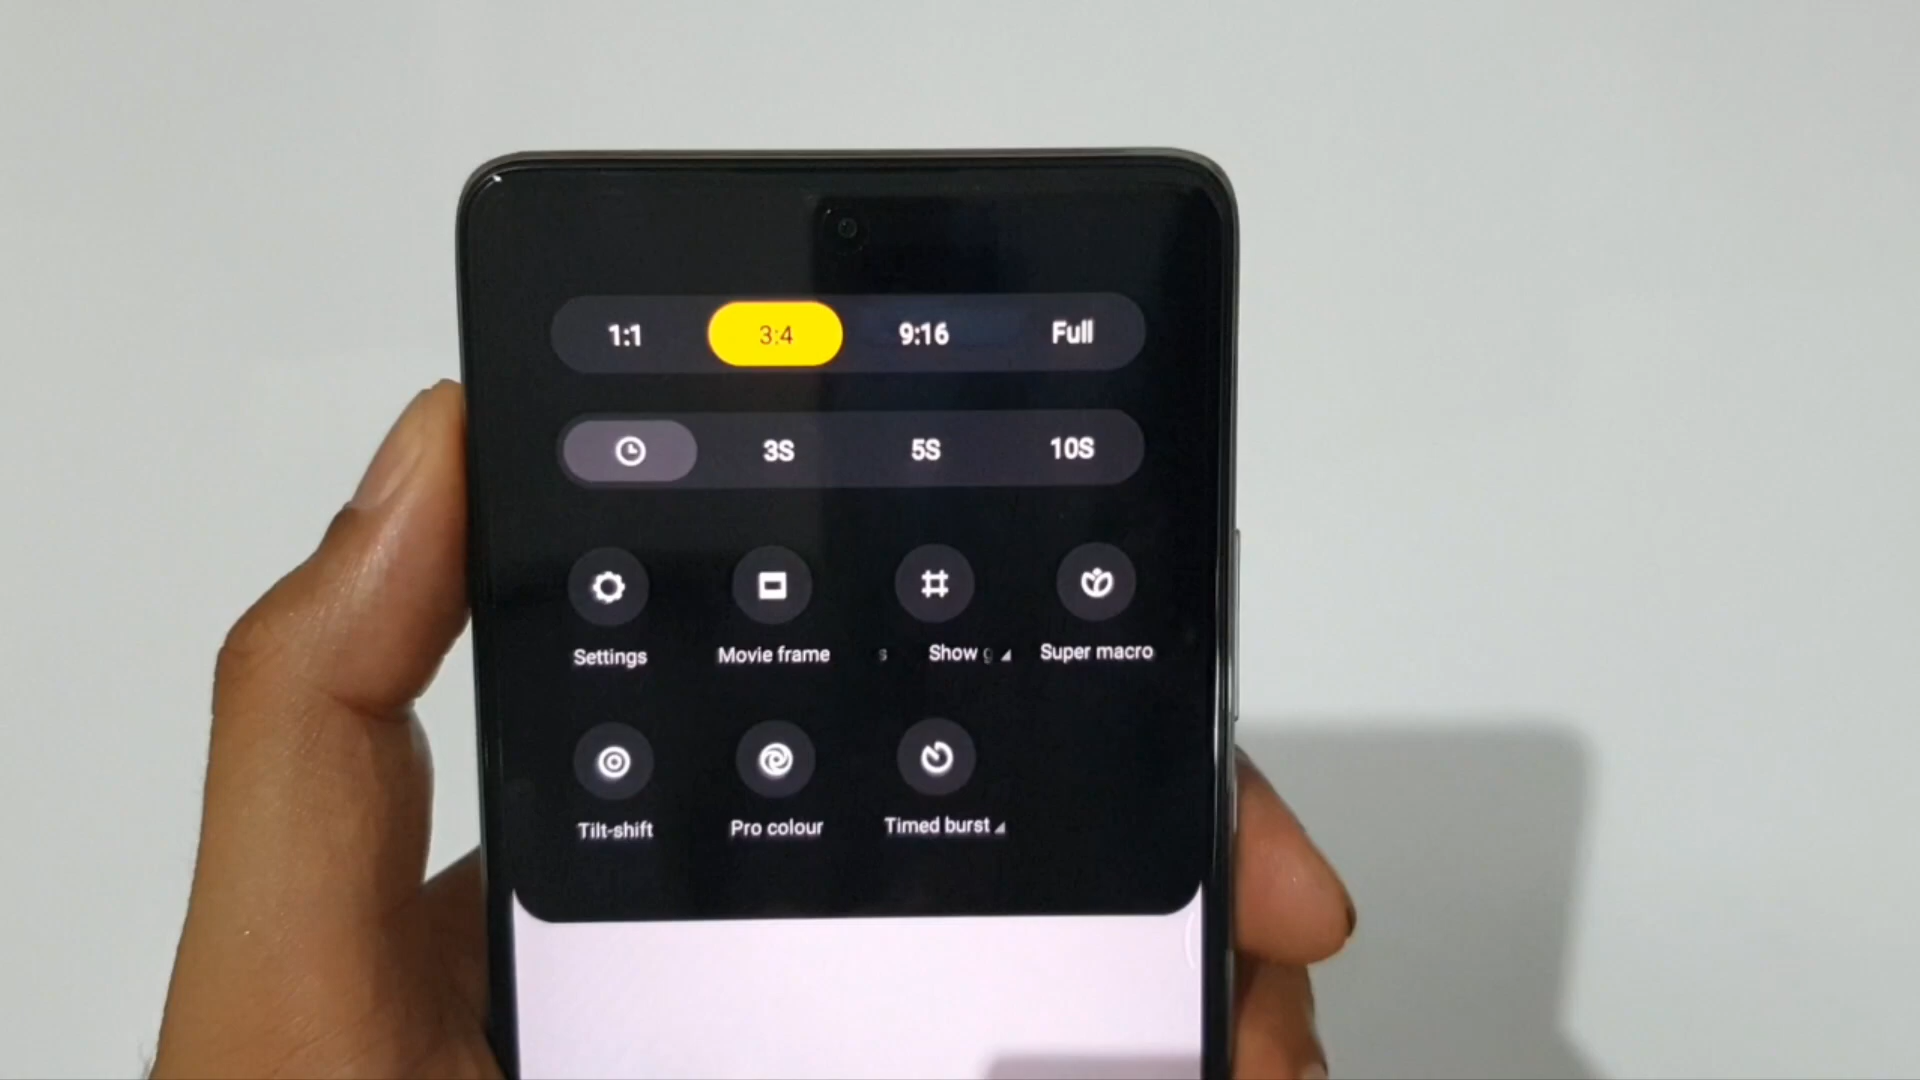 1:1 3:4 9:16 Full
3S 5S 10S
Settings Movie frame Show Super macro
Tilt-shift Pro colour Timed burst